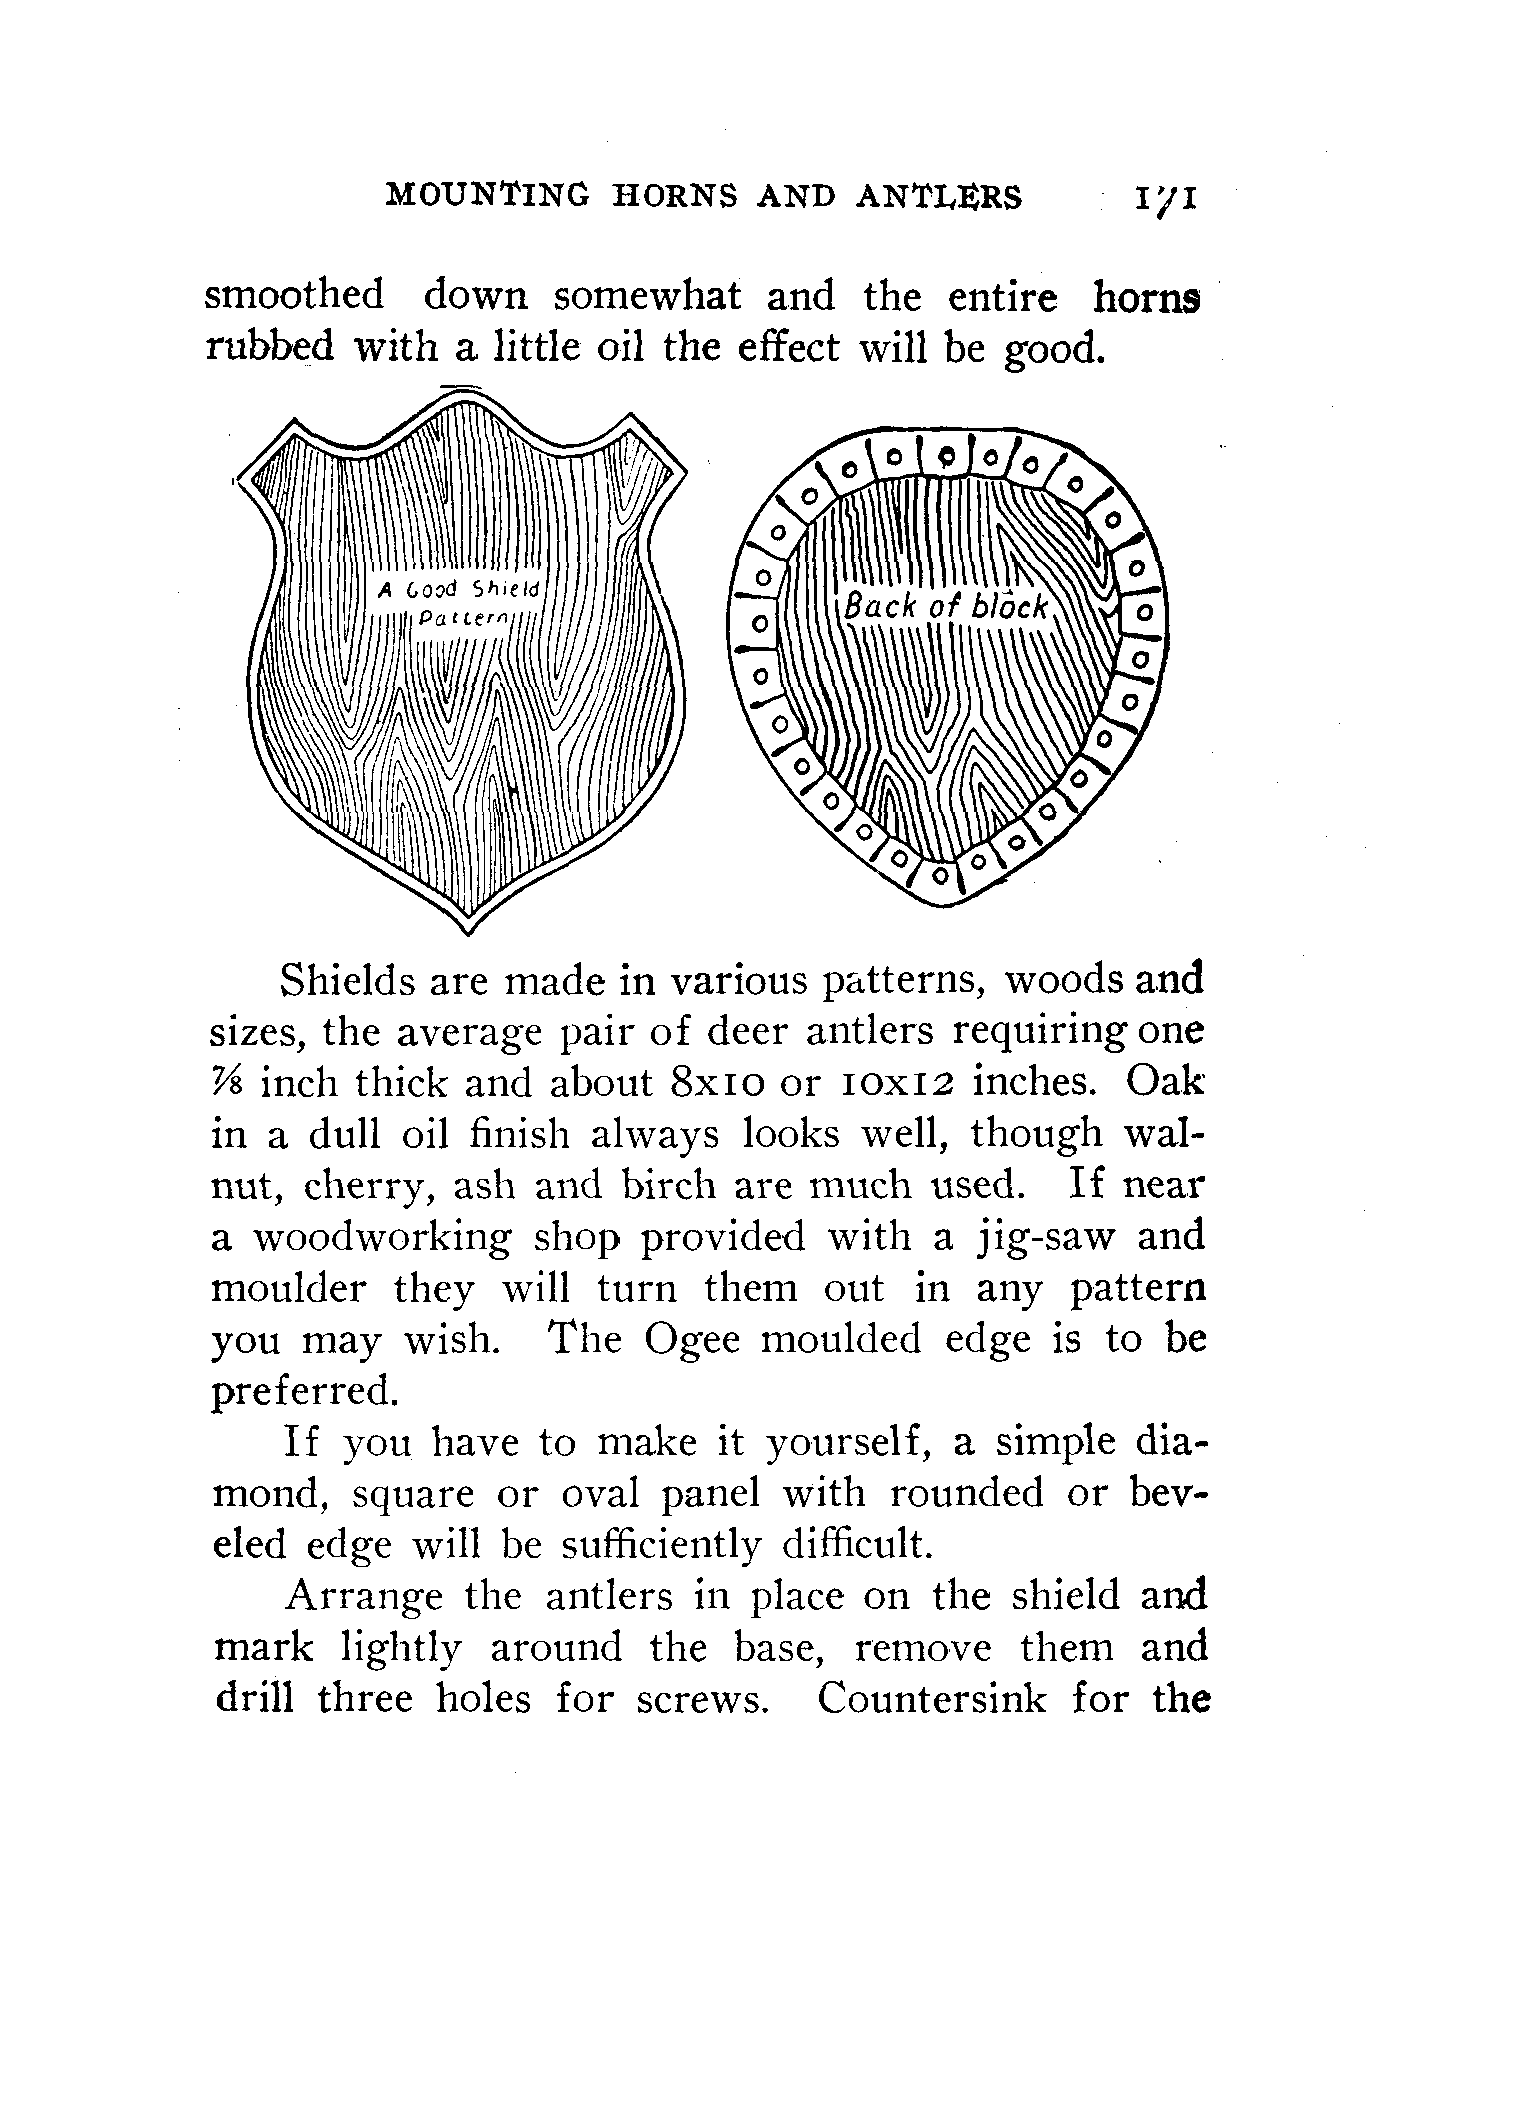 MOUNTING HORNS AND ANTLERS 171
smoothed down somewhat and the entire horns
rubbed with a little oil the effect will be good.
A Good Shield
Pattern
Back of block
Shields are made in various patterns, woods and
sizes, the average pair of deer antlers requiring one
⅞ inch thick and about 8x10 or 10x12 inches. Oak
in a dull oil finish always looks well, though wal-
nut, cherry, ash and birch are much used. If near
a woodworking shop provided with a jig-saw and
moulder they will turn them out in any pattern
you may wish. The Ogee moulded edge is to be
preferred.
If you have to make it yourself, a simple dia-
mond, square or oval panel with rounded or bev-
eled edge will be sufficiently difficult.
Arrange the antlers in place on the shield and
mark lightly around the base, remove them and
drill three holes for screws. Countersink for the